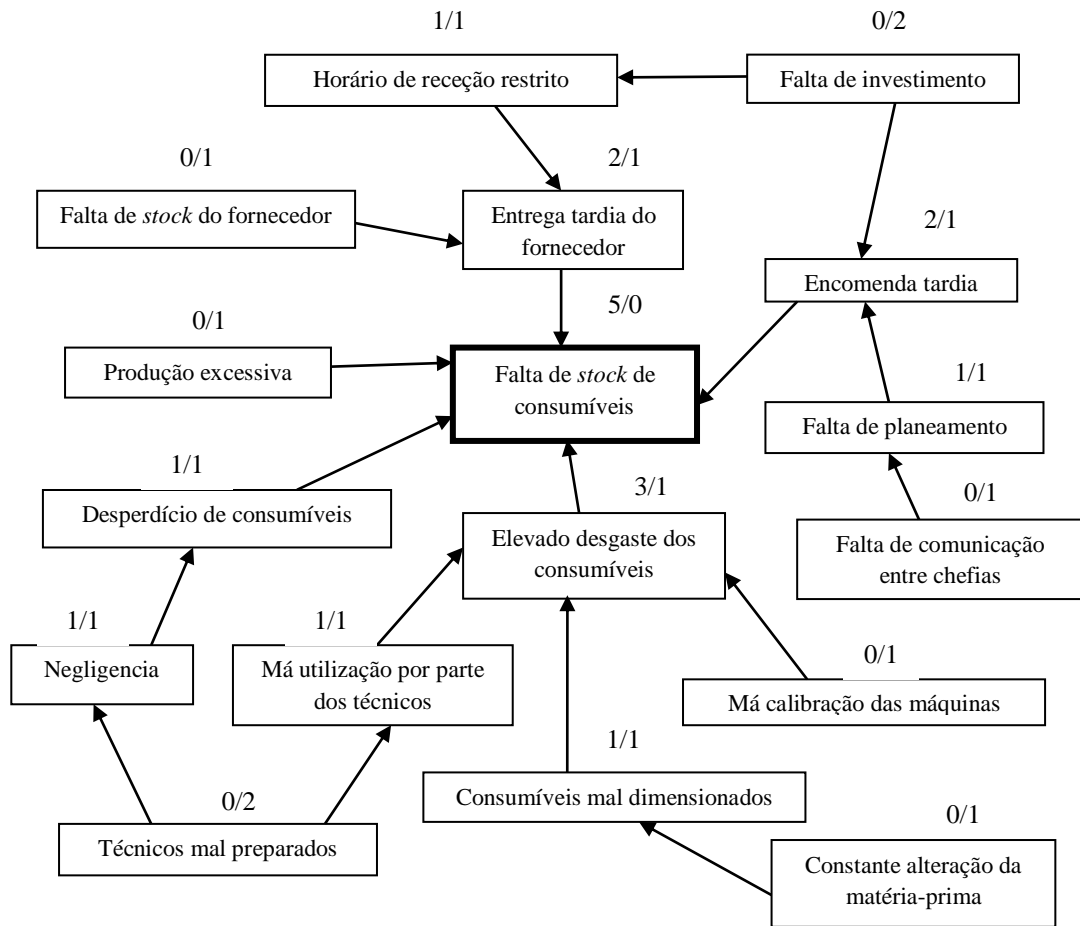 1/1
0/2
Horário de receção restrito
Falta de investimento
0/1
2/1
Falta de stock do fornecedor
Entrega tardia do
fornecedor
2/1
Encomenda tardia
5/0
0/1
Produção excessiva
Falta de stock de
consumíveis
1/1
Falta de planeamento
1/1
Desperdício de consumíveis
3/1
0/1
Elevado desgaste dos
consumíveis
Falta de comunicação
entre chefias
1/1
Negligencia
1/1
Má utilização por parte
dos técnicos
0/1
Má calibração das máquinas
1/1
Consumíveis mal dimensionados
0/2
Técnicos mal preparados
0/1
Constante alteração da
matéria-prima